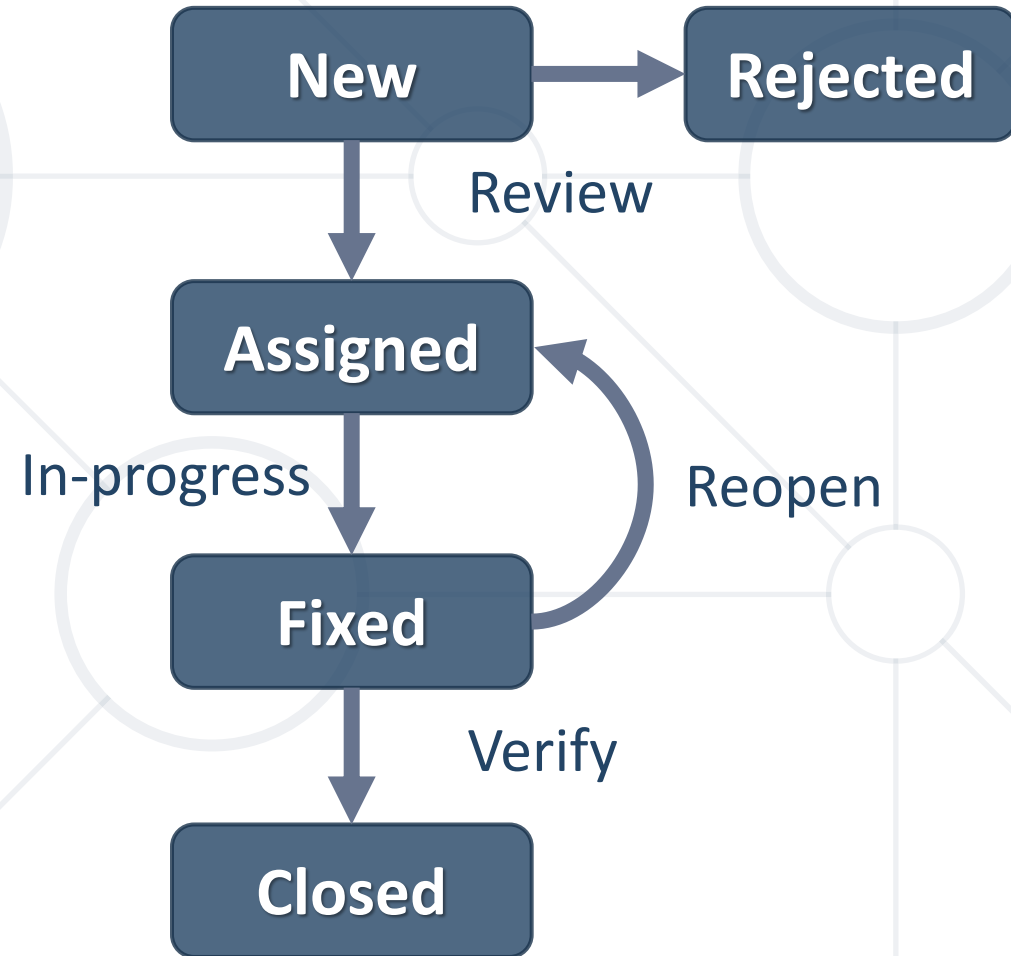 New
Rejected
Review
Assigned
In-progress
Reopen
Fixed
Verify
Closed